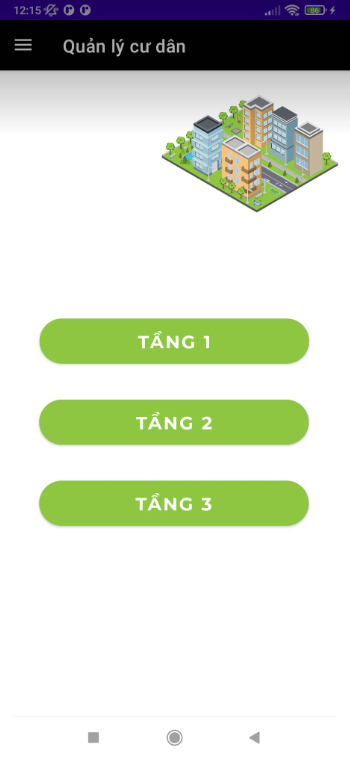 12:15
86
Quản lý cư dân
TẦNG 1
TẦNG 2
TẦNG 3